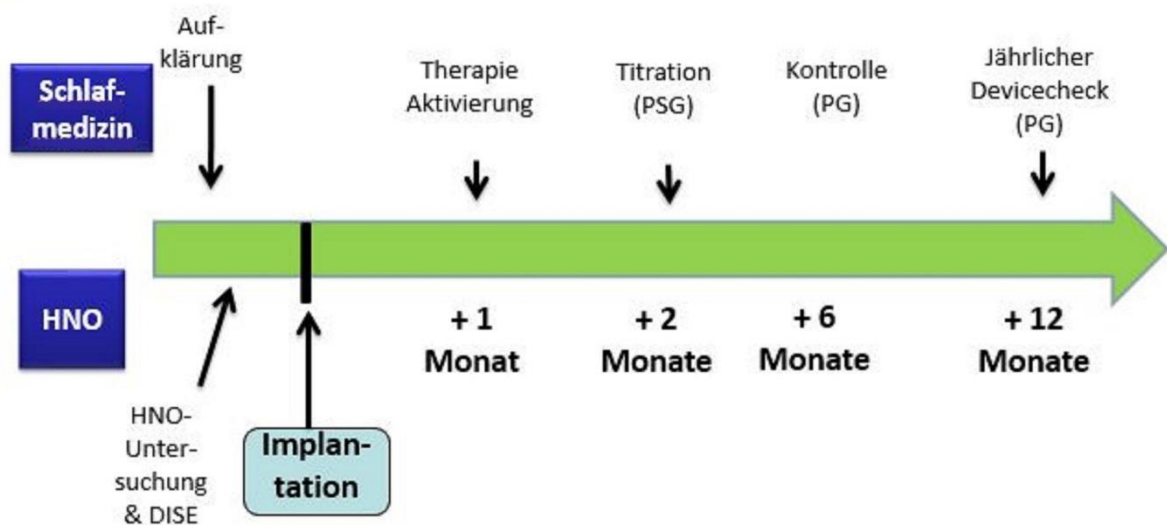 Auf-
klärung
Schlaf-
medizin
Therapie
Aktivierung
Titration
(PSG)
Kontrolle
(PG)
Jährlicher
Devicecheck
(PG)
HNO
+ 1
Monat
+ 2
Monate
+ 6
Monate
+ 12
Monate
HNO-
Unter-
suchung
& DISE
Implan-
tation